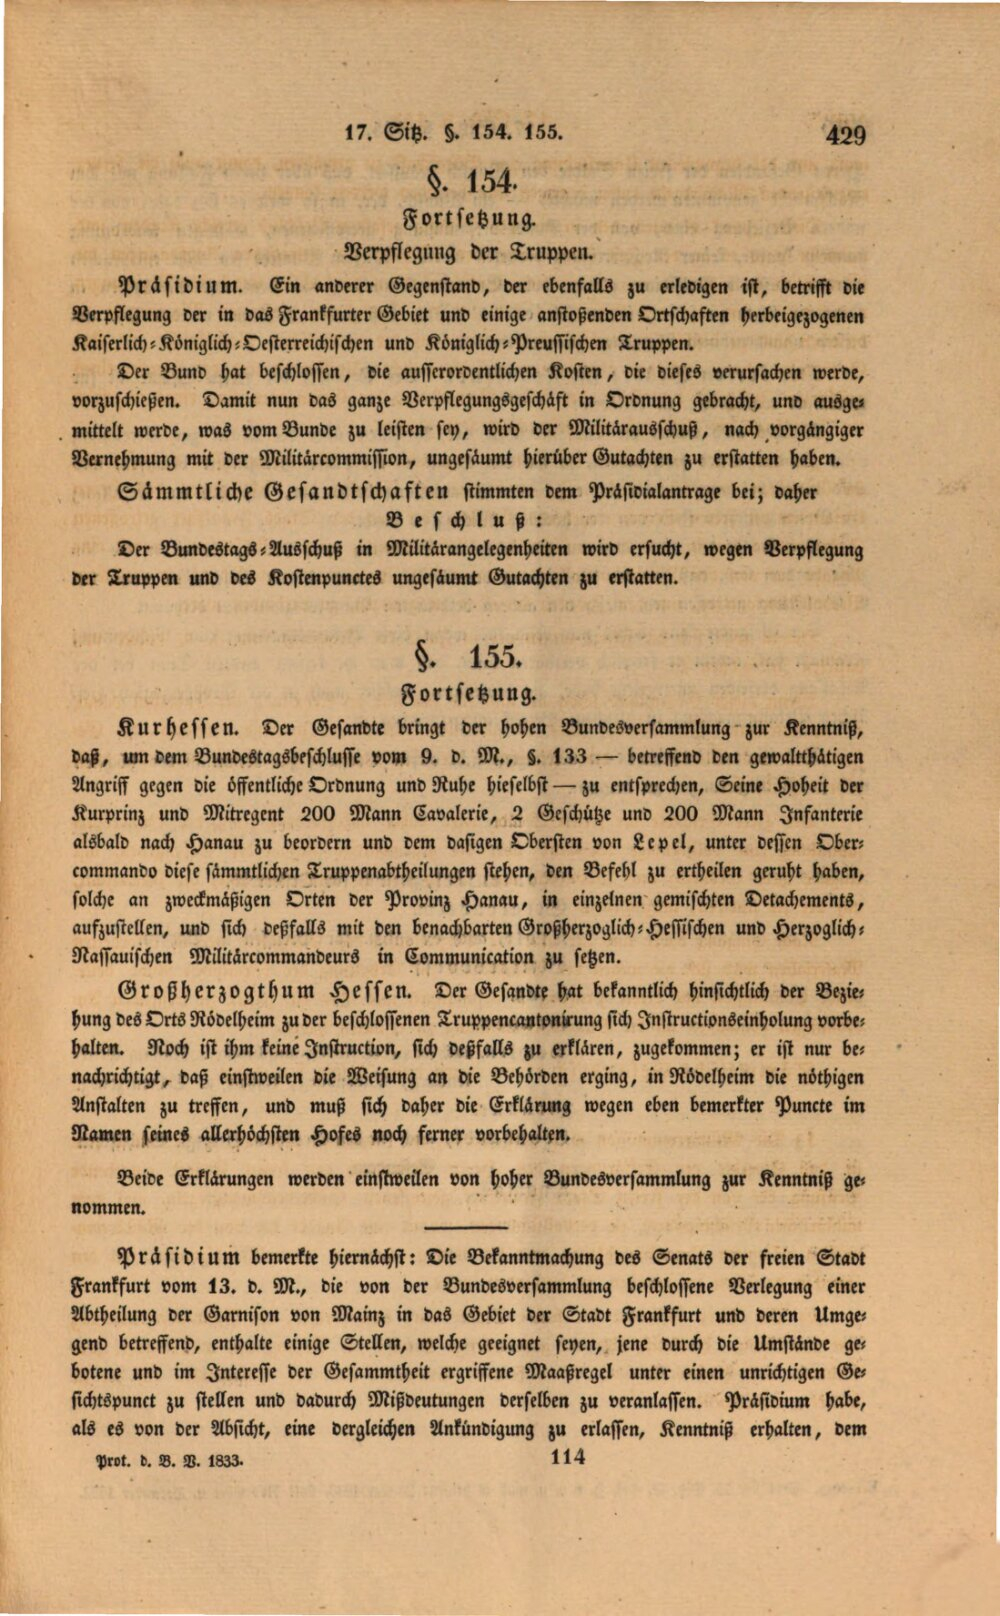 17. Sitz. §. 154. 155. 429
§. 154.
Fortsetzung.
Verpflegung der Truppen.
Präsidium. Ein anderer Gegenstand, der ebenfalls zu erledigen ist, betrifft die
Verpflegung der in das Frankfurter Gebiet und einige anstoßenden Ortschaften herbeigezogenen
Kaiserlich-Königlich-Oesterreichischen und Königlich-Preussischen Truppen.
Der Bund hat beschlossen, die ausserordentlichen Kosten, die dieses verursachen werde,
vorzuschießen. Damit nun das ganze Verpflegungsgeschäft in Ordnung gebracht, und ausge-
mittelt werde, was vom Bunde zu leisten sey, wird der Militärausschuß, nach vorgängiger
Vernehmung mit der Militärcommission, ungesäumt hierüber Gutachten zu erstatten haben.
Sämmtliche Gesandtschaften stimmten dem Präsidialantrage bei; daher
Beschluß:
Der Bundestags-Ausschuß in Militärangelegenheiten wird ersucht, wegen Verpflegung
der Truppen und des Kostenpunctes ungesäumt Gutachten zu erstatten.
§. 155.
Fortsetzung.
Kurhessen. Der Gesandte bringt der hohen Bundesversammlung zur Kenntniß,
daß, um dem Bundestagsbeschlusse vom 9. d. M., §. 133 — betreffend den gewaltthätigen
Angriff gegen die öffentliche Ordnung und Ruhe hieselbst — zu entsprechen, Seine Hoheit der
Kurprinz und Mitregent 200 Mann Cavalerie, 2 Geschütze und 200 Mann Infanterie
alsbald nach Hanau zu beordern und dem dasigen Obersten von Lepel, unter dessen Ober-
commando diese sämmtlichen Truppenabtheilungen stehen, den Befehl zu ertheilen geruht haben,
solche an zweckmäßigen Orten der Provinz Hanau, in einzelnen gemischten Detachements,
aufzustellen, und sich deßfalls mit den benachbarten Großherzoglich-Hessischen und Herzoglich-
Nassauischen Militärcommandeurs in Communication zu setzen.
Großherzogthum Hessen. Der Gesandte hat bekanntlich hinsichtlich der Bezie-
hung des Orts Rödelheim zu der beschlossenen Truppencantonirung sich Instructionseinholung vorbe-
halten. Noch ist ihm keine Instruction, sich deßfalls zu erklären, zugekommen; er ist nur be-
nachrichtigt, daß einstweilen die Weisung an die Behörden erging, in Rödelheim die nöthigen
Anstalten zu treffen, und muß sich daher die Erklärung wegen eben bemerkter Puncte im
Namen seines allerhöchsten Hofes noch ferner vorbehalten.
Beide Erklärungen werden einstweilen von hoher Bundesversammlung zur Kenntniß ge-
nommen.
Präsidium bemerkte hiernächst: Die Bekanntmachung des Senats der freien Stadt
Frankfurt vom 13. d. M., die von der Bundesversammlung beschlossene Verlegung einer
Abtheilung der Garnison von Mainz in das Gebiet der Stadt Frankfurt und deren Umge-
gend betreffend, enthalte einige Stellen, welche geeignet seyen, jene durch die Umstände ge-
botene und im Interesse der Gesammtheit ergriffene Maaßregel unter einen unrichtigen Ge-
sichtspunct zu stellen und dadurch Mißdeutungen derselben zu veranlassen. Präsidium habe,
als es von der Absicht, eine dergleichen Ankündigung zu erlassen, Kenntniß erhalten, dem
Prot. d. B. V. 1833. 114